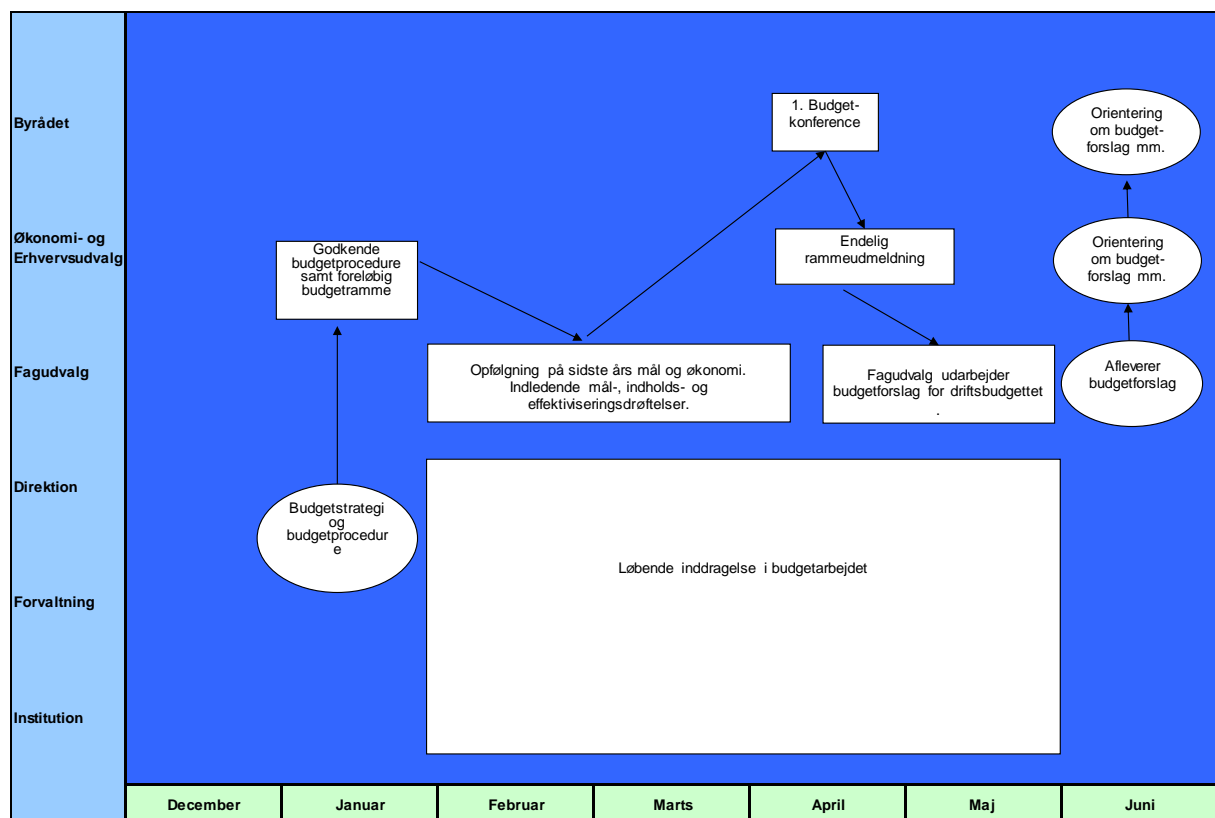 Byrådet
1. Budget-
konference
Orientering
om budget-
forslag mm.
Økonomi- og
Erhvervsudvalg
Godkende
budgetprocedure
samt foreløbig
budgetramme
Endelig
rammeudmeldning
Orientering
om budget-
forslag mm.
Fagudvalg
Opfølgning på sidste års mål og økonomi.
Indledende mål-, indholds- og
effektiviseringsdrøftelser.
Fagudvalg udarbejder
budgetforslag for driftsbudgettet
.
Afleverer
budgetforslag
Direktion
Budgetstrategi
og
budgetprocedur
e
Løbende inddragelse i budgetarbejdet
Forvaltning
Institution
December
Januar
Februar
Marts
April
Maj
Juni